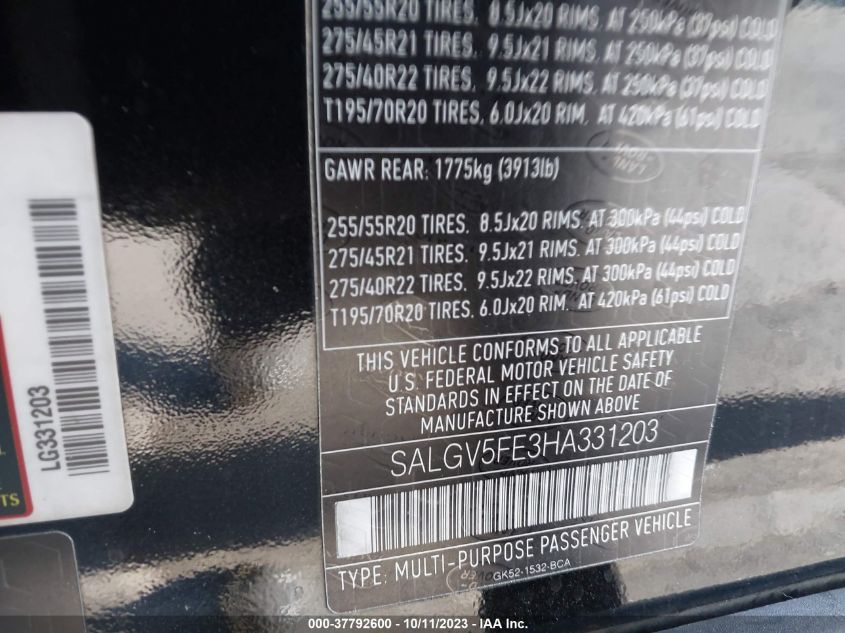 255/55R20 TIRES, 8.5Jx20 RIMS, AT 250kPa (37psi) COLD
275/45R21 TIRES, 9.5Jx21 RIMS, AT 250kPa (37psi) COLD
275/40R22 TIRES, 9.5Jx22 RIMS, AT 250kPa (37psi) COLD
T195/70R20 TIRES, 6.0Jx20 RIM, AT 420kPa (61psi) COLD
GAWR REAR: 1775kg (3913lb)
255/55R20 TIRES, 8.5Jx20 RIMS, AT 300kPa (44psi) COLD
275/45R21 TIRES, 9.5Jx21 RIMS, AT 300kPa (44psi) COLD
275/40R22 TIRES, 9.5Jx22 RIMS, AT 300kPa (44psi) COLD
T195/70R20 TIRES, 6.0Jx20 RIM, AT 420kPa (61psi) COLD
THIS VEHICLE CONFORMS TO ALL APPLICABLE
U.S. FEDERAL MOTOR VEHICLE SAFETY
STANDARDS IN EFFECT ON THE DATE OF
MANUFACTURE SHOWN ABOVE
SALGV5FE3HA331203
TYPE: MULTI-PURPOSE PASSENGER VEHICLE
GK52-1532-BCA
LG331203
TS
000-37792600 - 10/11/2023 - IAAI - Copart - EMEX - BID.CARS